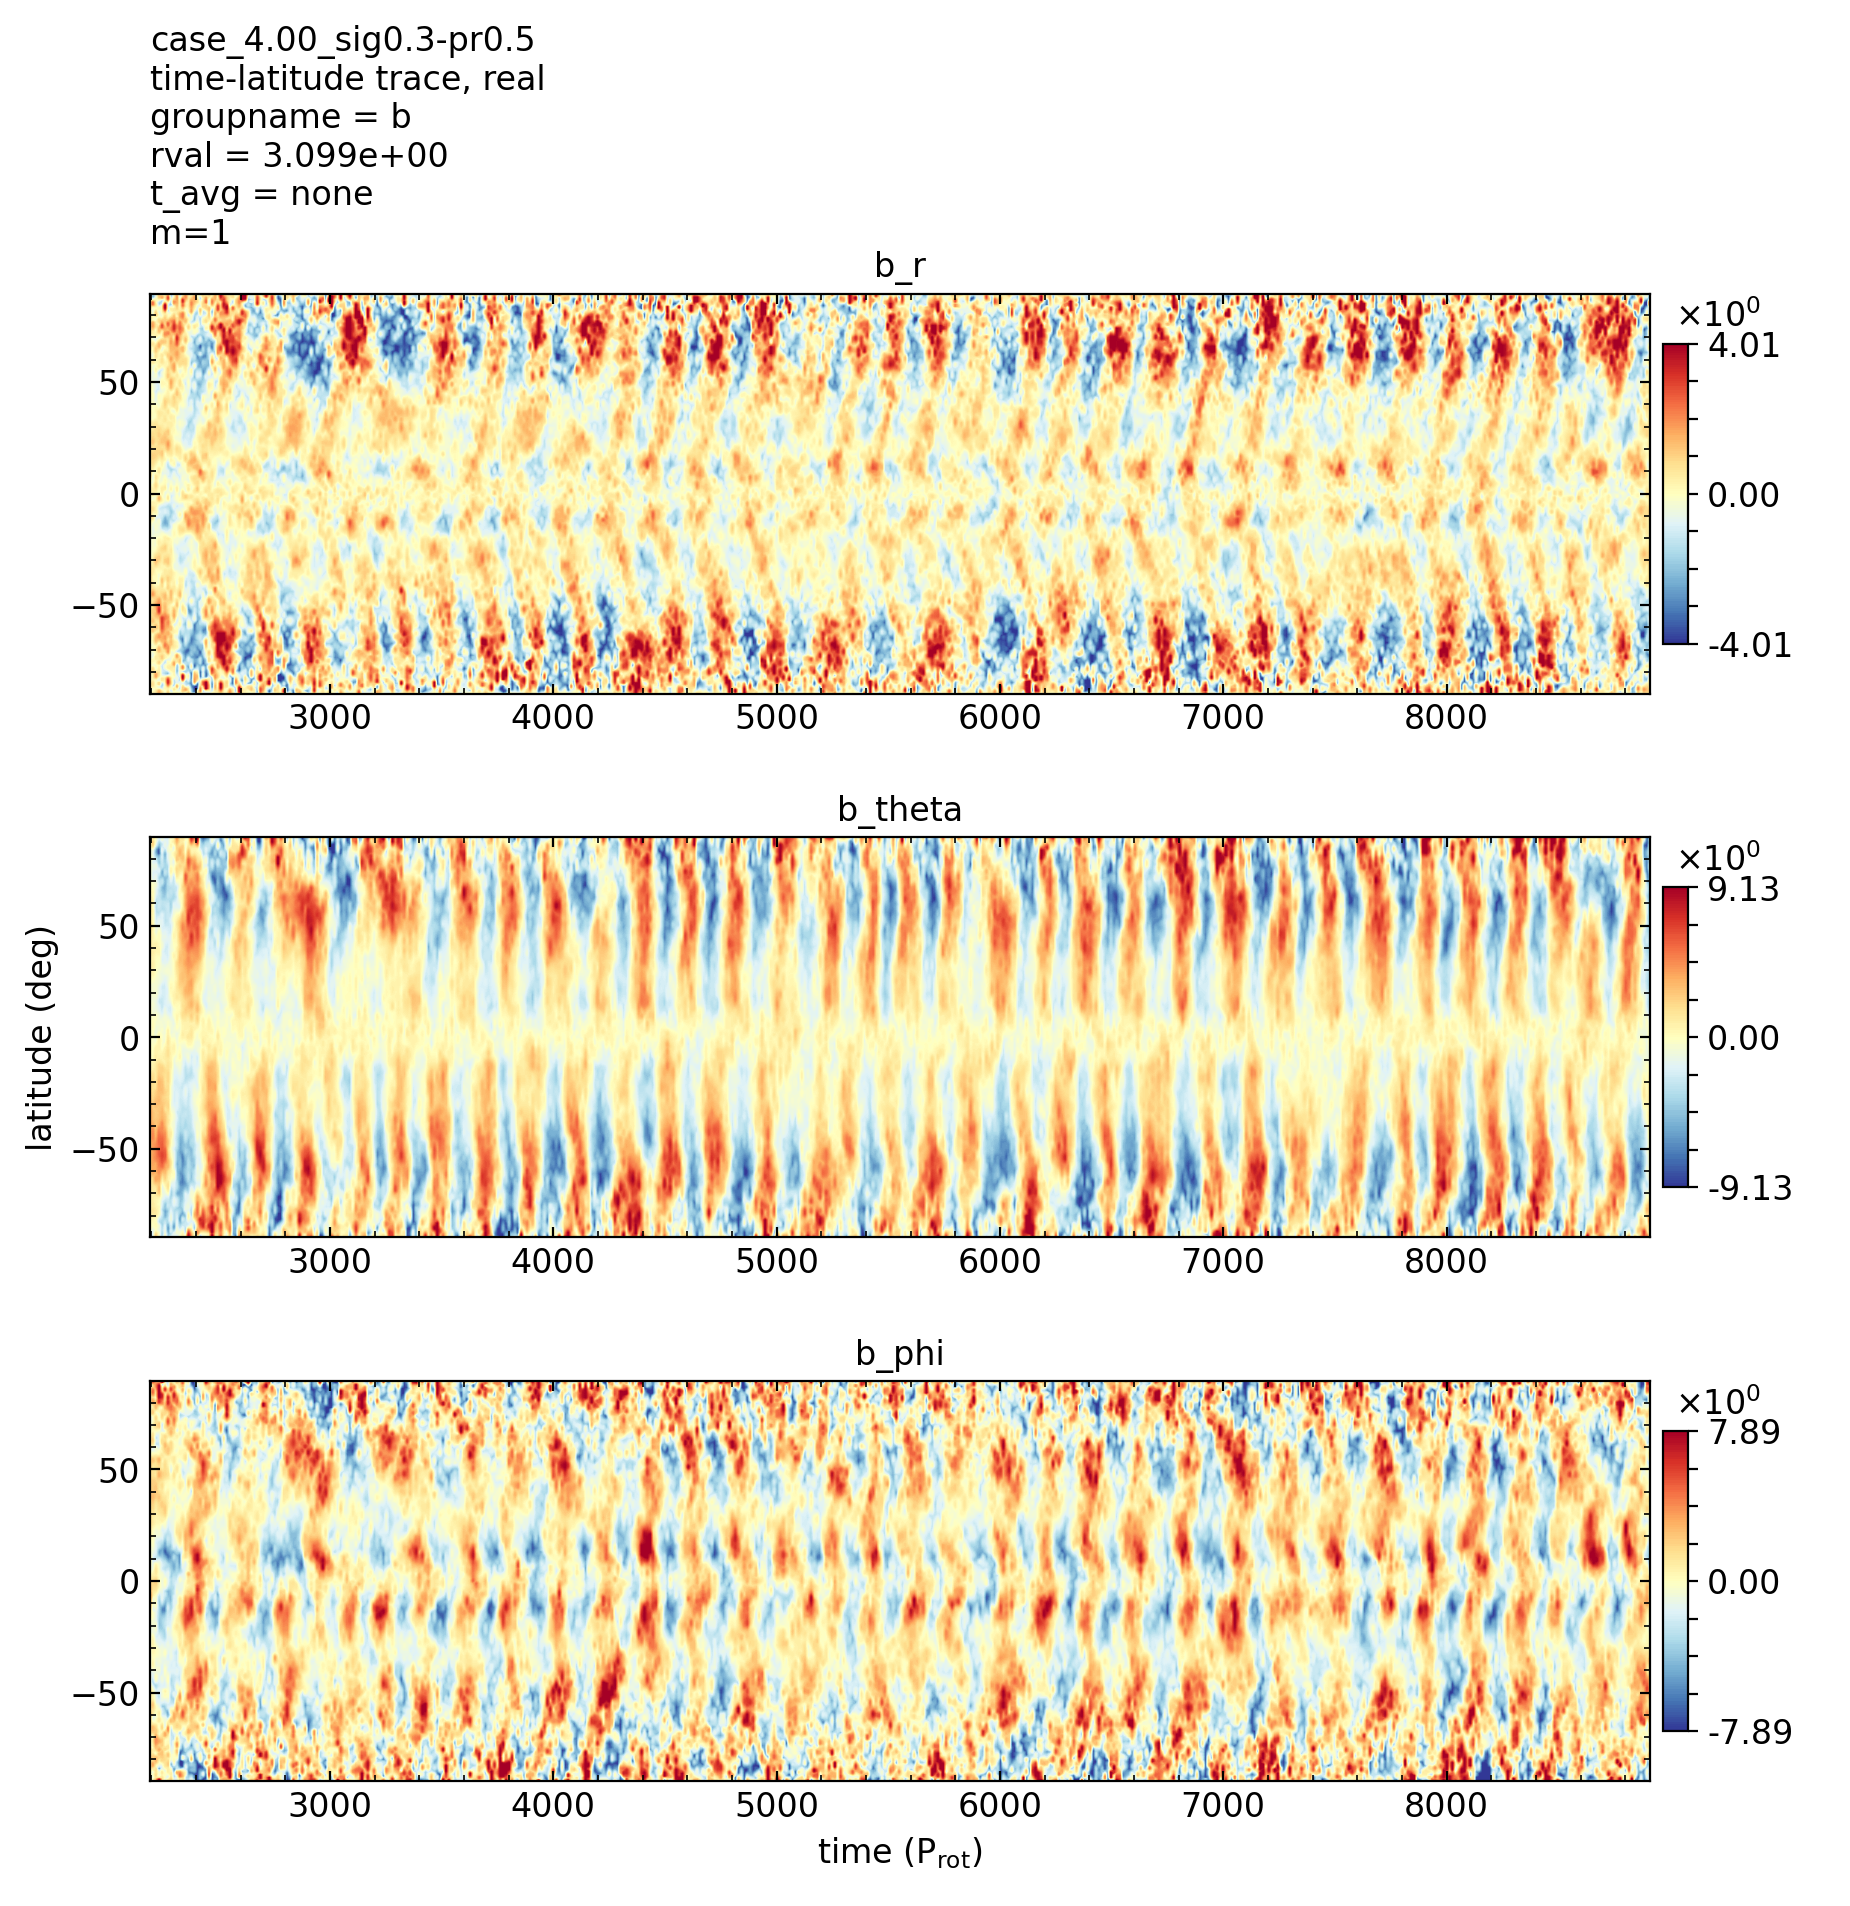 case_4.00_sig0.3-pr0.5
time-latitude trace, real
groupname = b
rval = 3.099e+00
t_avg = none
m=1
b_r
×10⁰
4.01
0.00
-4.01
50
0
−50
3000 4000 5000 6000 7000 8000
b_theta
×10⁰
9.13
0.00
-9.13
latitude (deg)
50
0
−50
3000 4000 5000 6000 7000 8000
b_phi
×10⁰
7.89
0.00
-7.89
50
0
−50
3000 4000 5000 6000 7000 8000
time (P_rot)